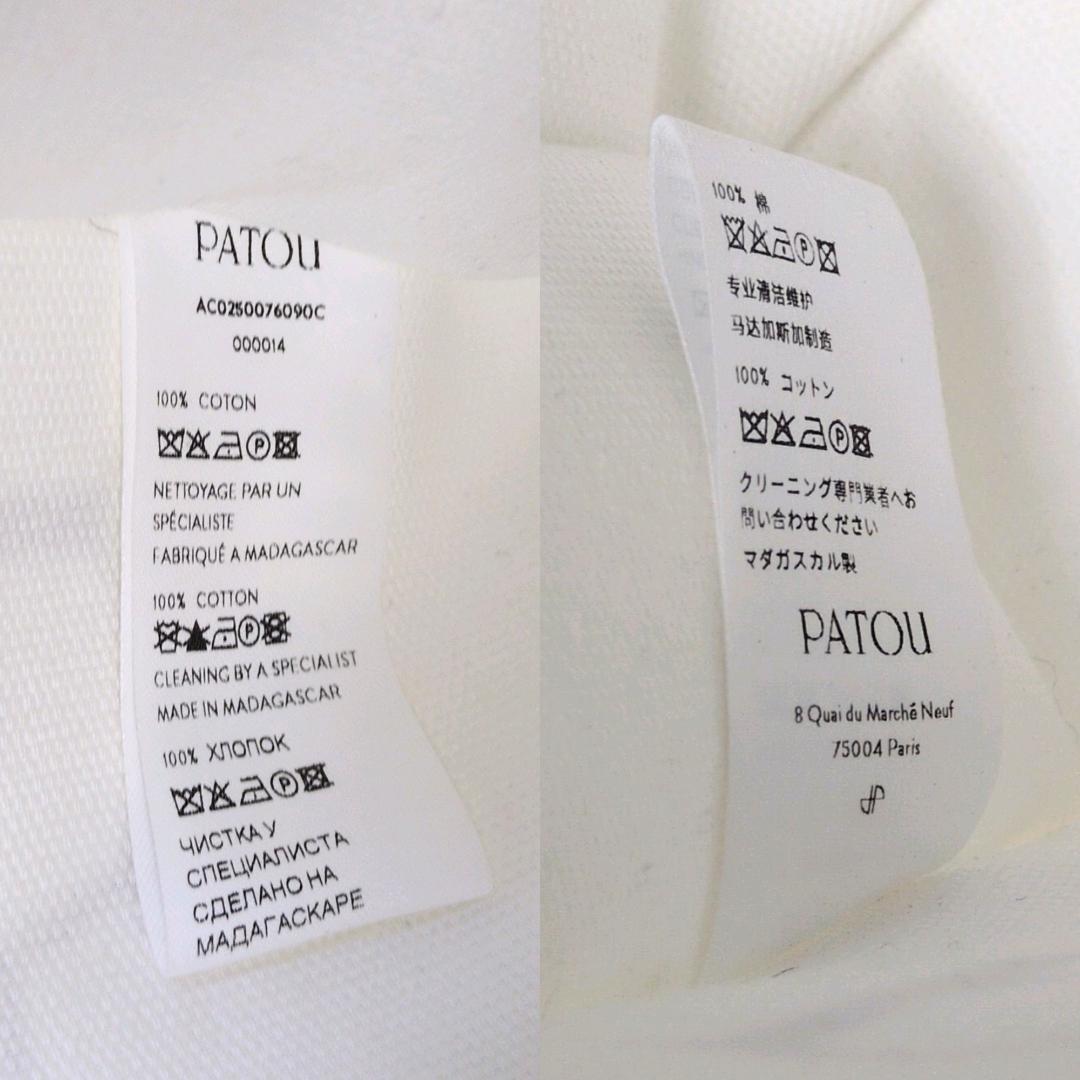 PATOU
AC0250076090C
000014
100% COTON
NETTOYAGE PAR UN
SPÉCIALISTE
FABRIQUÉ A MADAGASCAR
100% COTTON
CLEANING BY A SPECIALIST
MADE IN MADAGASCAR
100% ХЛОПОК
ЧИСТКА У
СПЕЦИАЛИСТА
СДЕЛАНО НА
МАДАГАСКАРЕ
100% 棉
专业清洁维护
马达加斯加制造
100% コットン
クリーニング専門業者へお
問い合わせください
マダガスカル製
PATOU
8 Quai du Marché Neuf
75004 Paris
JP